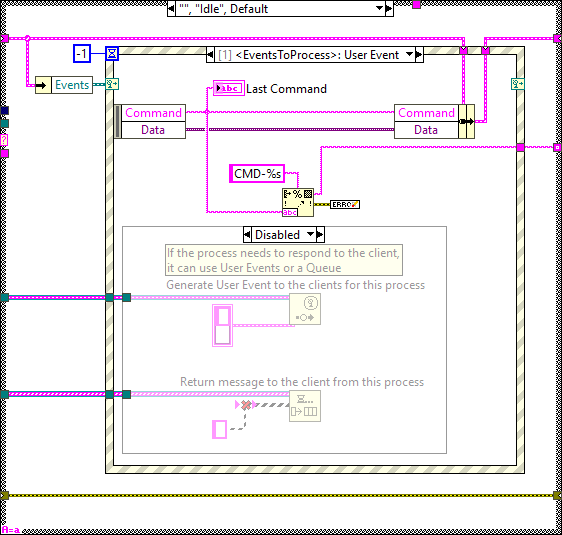 "", "Idle", Default
-1
[1] <EventsToProcess>: User Event
Events
abc
Last Command
Command
Command
Data
Data
CMD-%s
%
abc
ERRO
Disabled
If the process needs to respond to the client,
it can use User Events or a Queue
Generate User Event to the clients for this process
Return message to the client from this process
?
A=a